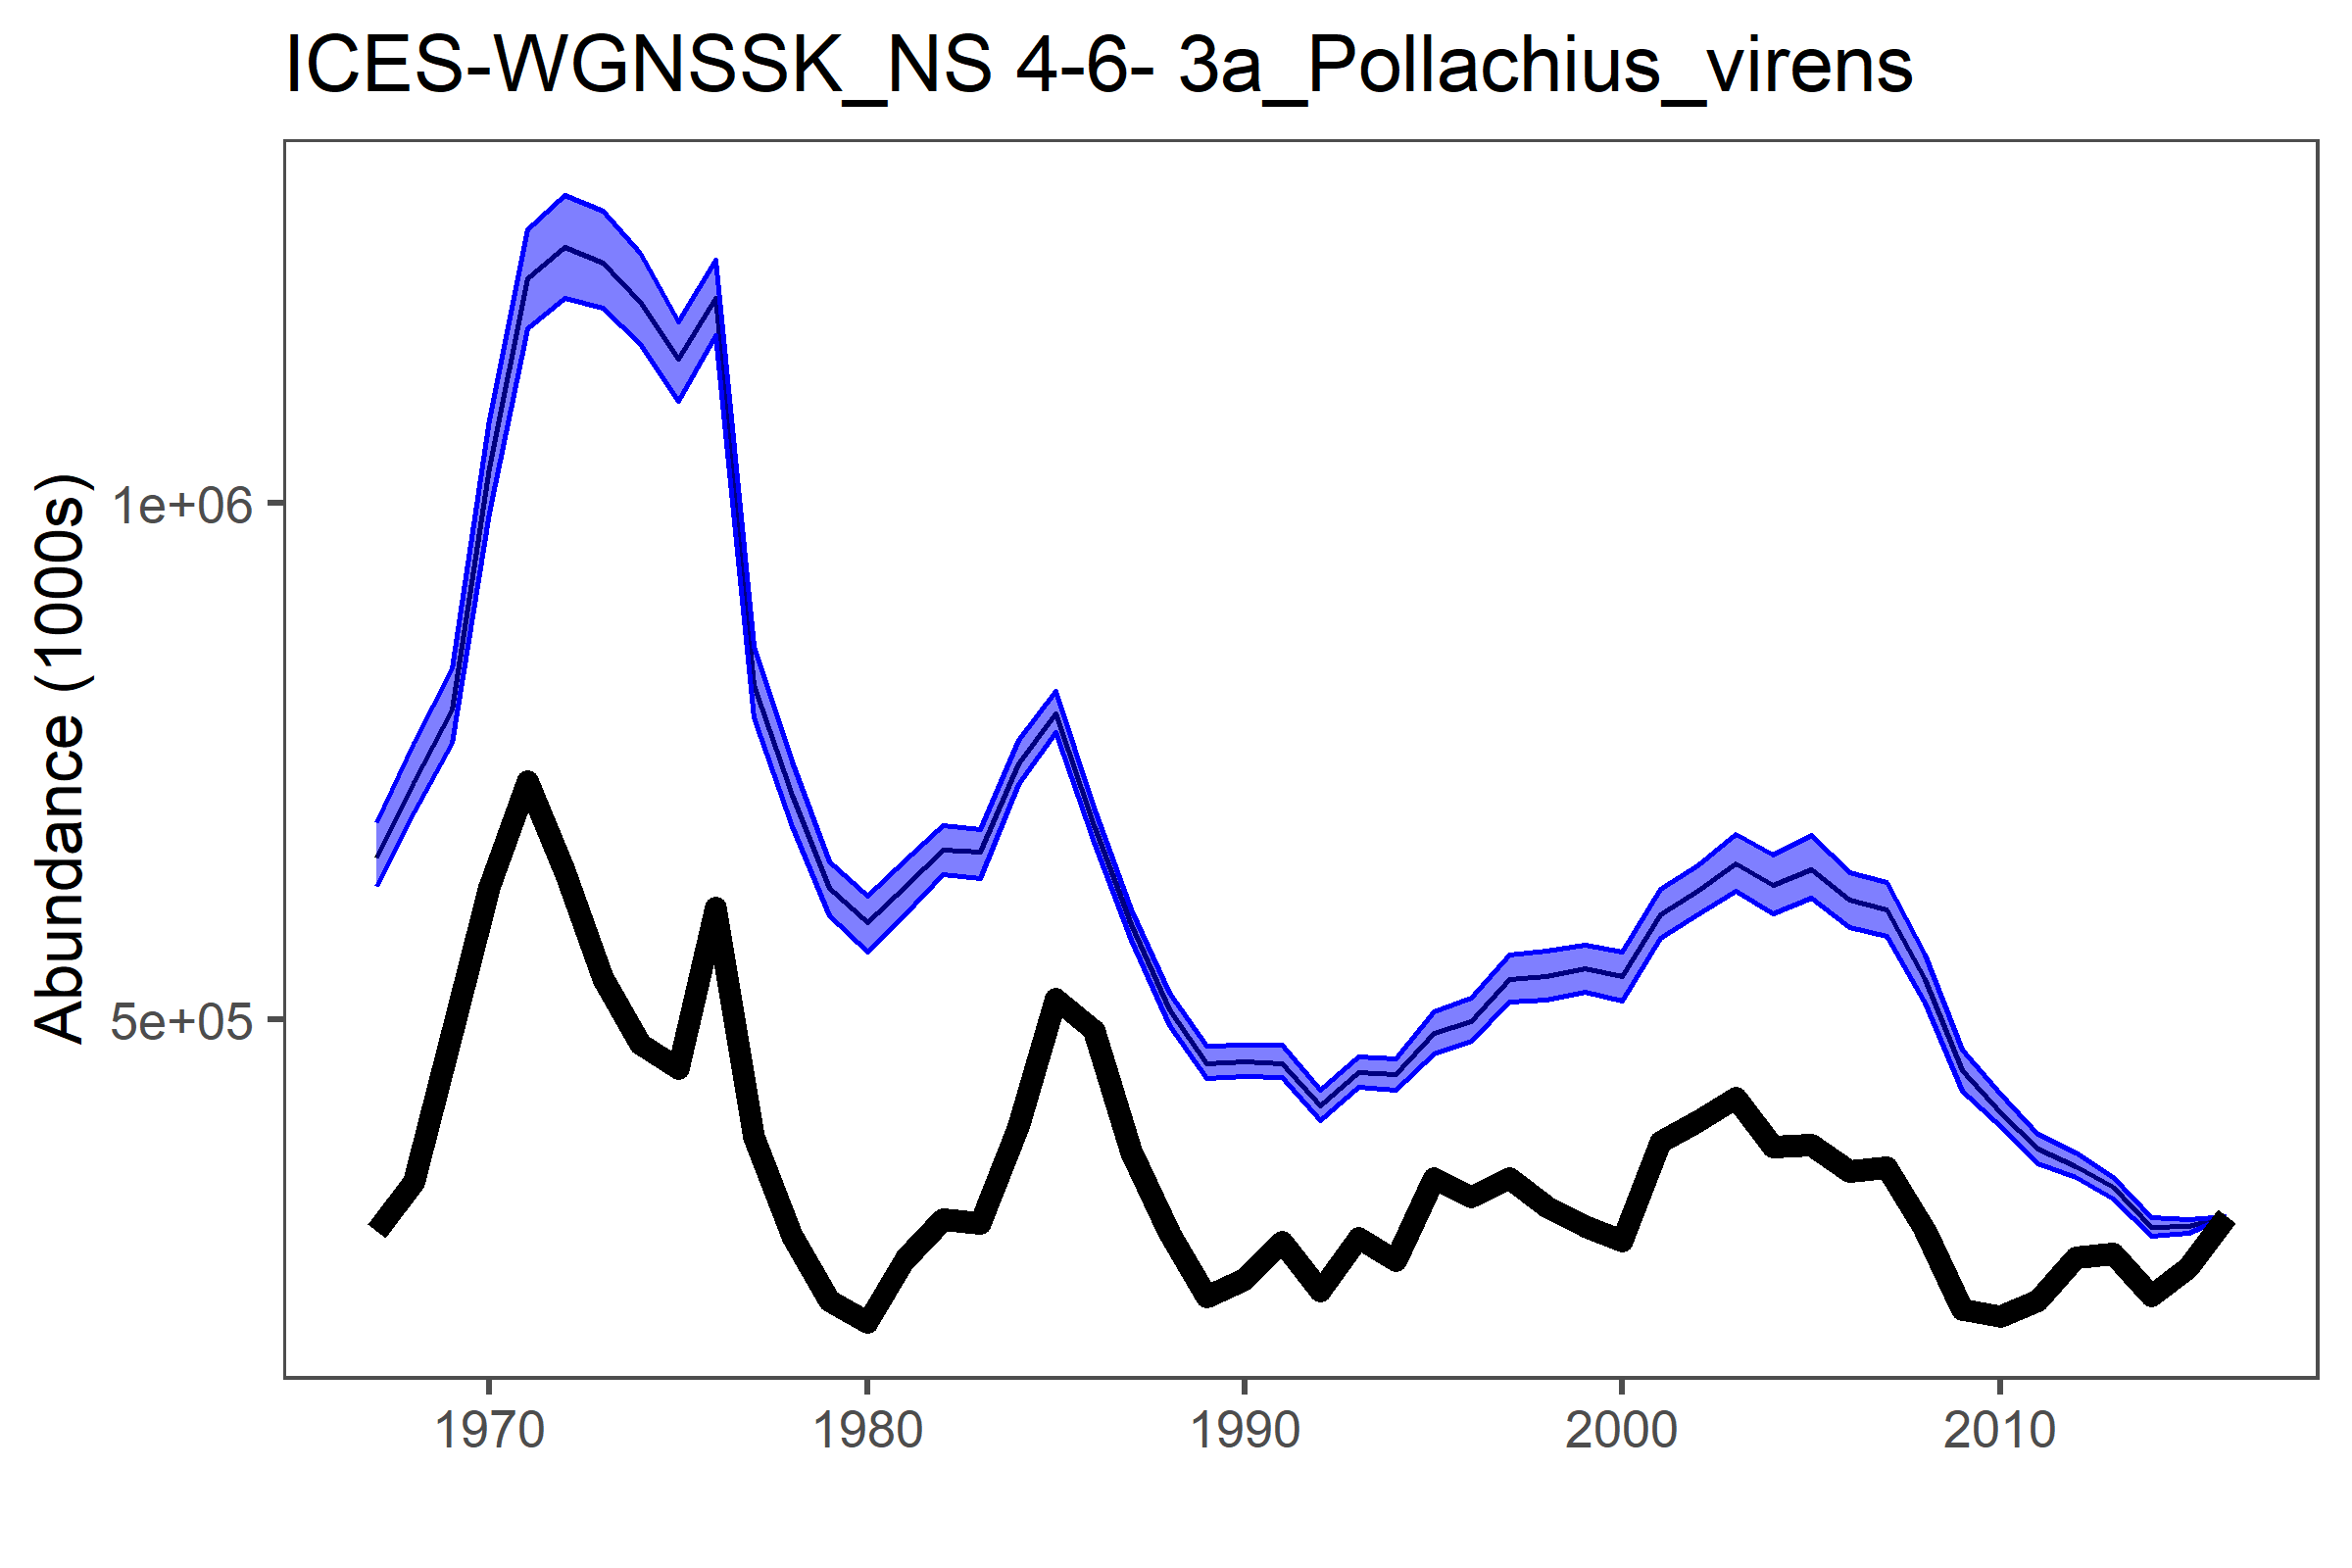 ICES-WGNSSK_NS 4-6- 3a_Pollachius_virens
Abundance (1000s)
1e+06
5e+05
1970 1980 1990 2000 2010